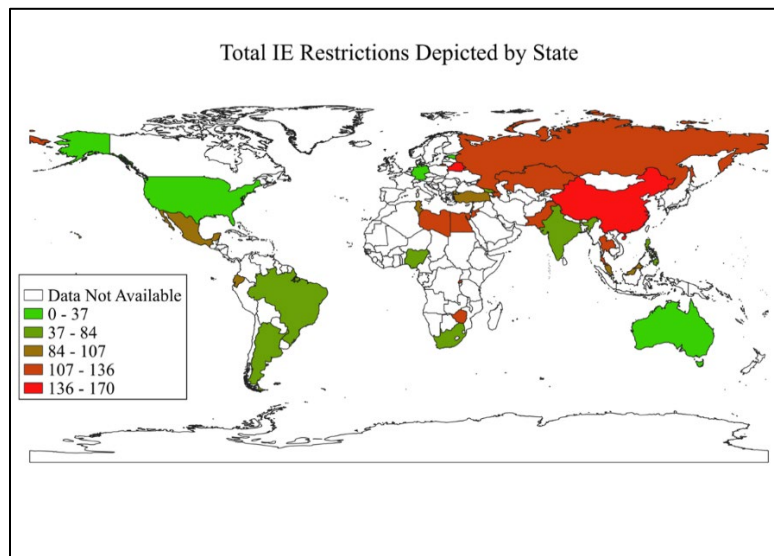 Total IE Restrictions Depicted by State
Data Not Available
0 - 37
37 - 84
84 - 107
107 - 136
136 - 170